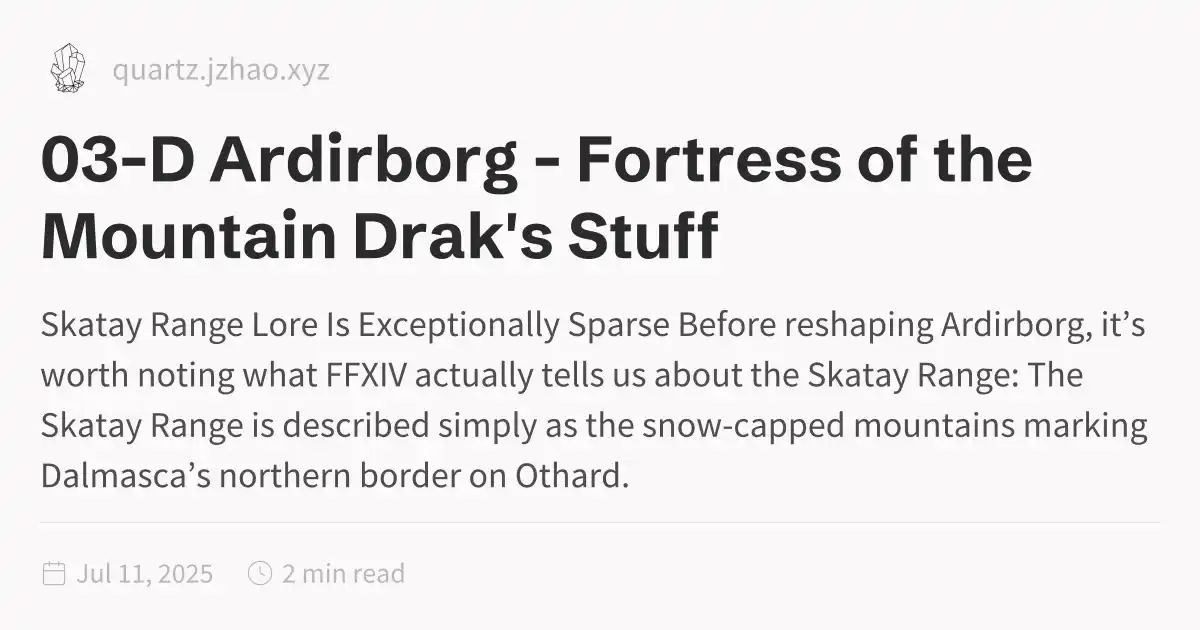 quartz.jzhao.xyz
03-D Ardirborg - Fortress of the
Mountain Drak's Stuff
Skatay Range Lore Is Exceptionally Sparse Before reshaping Ardirborg, it’s
worth noting what FFXIV actually tells us about the Skatay Range: The
Skatay Range is described simply as the snow-capped mountains marking
Dalmasca’s northern border on Othard.
Jul 11, 2025 2 min read